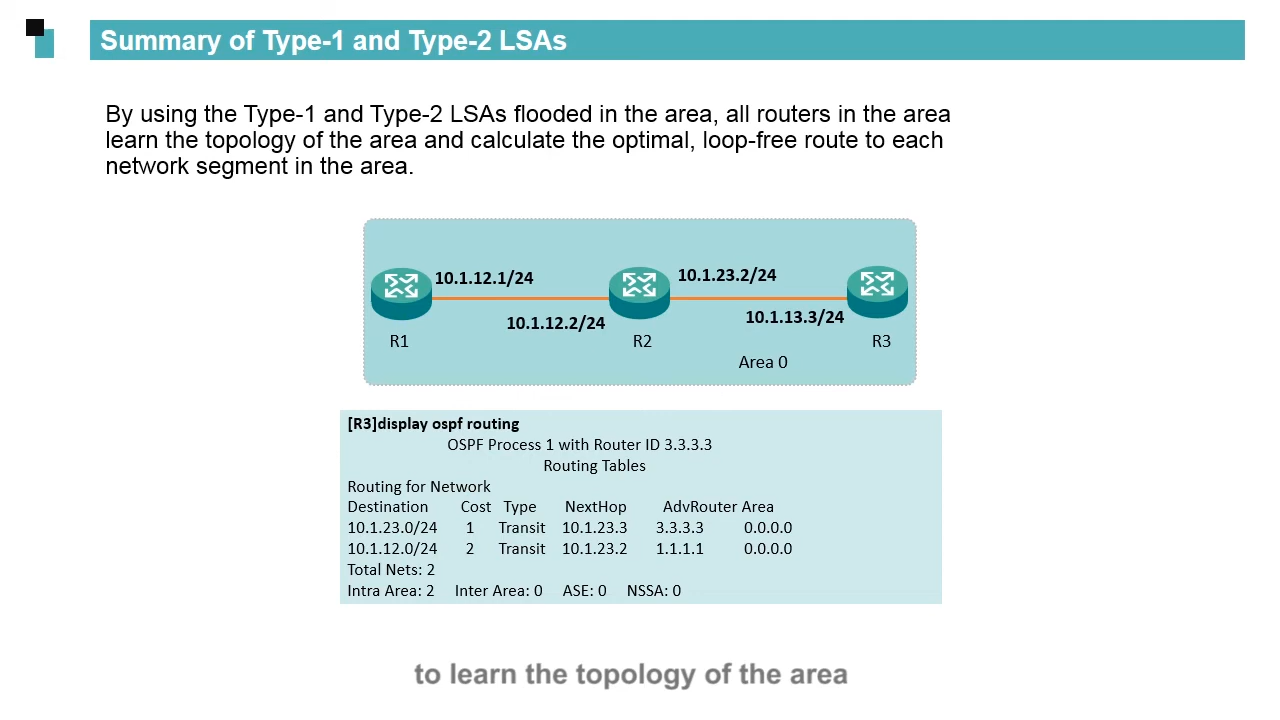 Summary of Type-1 and Type-2 LSAs
By using the Type-1 and Type-2 LSAs flooded in the area, all routers in the area
learn the topology of the area and calculate the optimal, loop-free route to each
network segment in the area.
10.1.12.1/24
10.1.23.2/24
10.1.12.2/24
10.1.13.3/24
R1
R2
R3
Area 0
[R3]display ospf routing
OSPF Process 1 with Router ID 3.3.3.3
Routing Tables
Routing for Network
Destination Cost Type NextHop AdvRouter Area
10.1.23.0/24 1 Transit 10.1.23.3 3.3.3.3 0.0.0.0
10.1.12.0/24 2 Transit 10.1.23.2 1.1.1.1 0.0.0.0
Total Nets: 2
Intra Area: 2 Inter Area: 0 ASE: 0 NSSA: 0
to learn the topology of the area